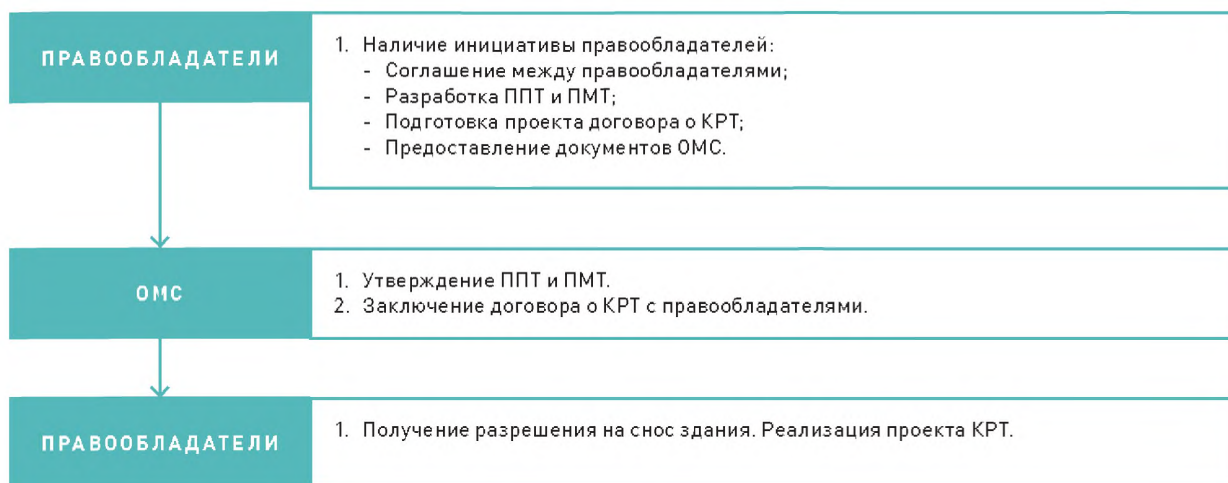 ПРАВООБЛАДАТЕЛИ
1. Наличие инициативы правообладателей:
- Соглашение между правообладателями;
- Разработка ППТ и ПМТ;
- Подготовка проекта договора о КРТ;
- Предоставление документов ОМС.
ОМС
1. Утверждение ППТ и ПМТ.
2. Заключение договора о КРТ с правообладателями.
ПРАВООБЛАДАТЕЛИ
1. Получение разрешения на снос здания. Реализация проекта КРТ.